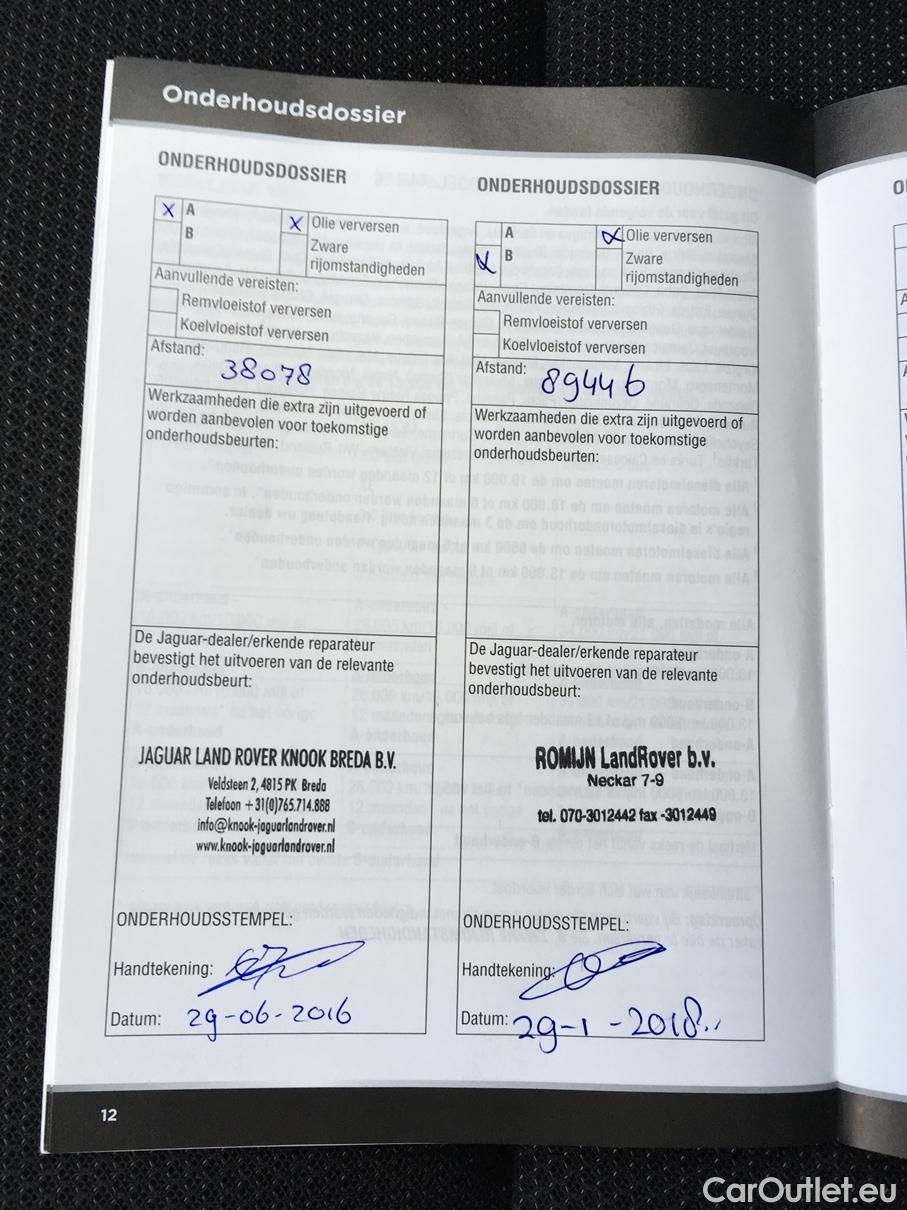 Onderhoudsdossier
ONDERHOUDSDOSSIER
X A
B
X Olie verversen
Zware
rijomstandigheden
Aanvullende vereisten:
Remvloeistof verversen
Koelvloeistof verversen
Afstand:
38078
Werkzaamheden die extra zijn uitgevoerd of
worden aanbevolen voor toekomstige
onderhoudsbeurten:
De Jaguar-dealer/erkende reparateur
bevestigt het uitvoeren van de relevante
onderhoudsbeurt:
JAGUAR LAND ROVER KNOOK BREDA B.V.
Veldsteen 2, 4815 PK Breda
Telefoon +31(0)765.714.888
info@knook-jaguarlandrover.nl
www.knook-jaguarlandrover.nl
ONDERHOUDSSTEMPEL:
Handtekening:
Datum: 29-06-2016
ONDERHOUDSDOSSIER
A
X B
X Olie verversen
Zware
rijomstandigheden
Aanvullende vereisten:
Remvloeistof verversen
Koelvloeistof verversen
Afstand:
89446
Werkzaamheden die extra zijn uitgevoerd of
worden aanbevolen voor toekomstige
onderhoudsbeurten:
De Jaguar-dealer/erkende reparateur
bevestigt het uitvoeren van de relevante
onderhoudsbeurt:
ROMIJN LandRover b.v.
Neckar 7-9
tel. 070-3012442 fax -3012449
ONDERHOUDSSTEMPEL:
Handtekening:
Datum: 29-1-2018
12
CarOutlet.eu